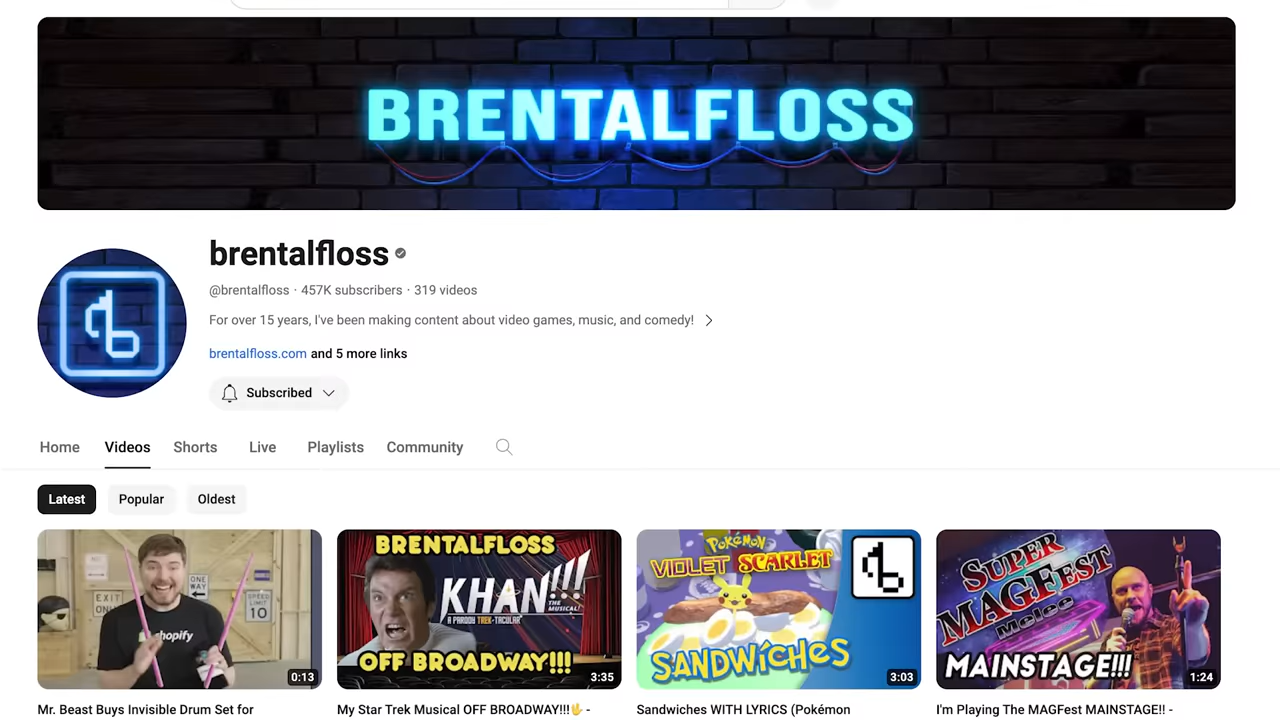 BRENTALFLOSS
brentalfloss
@brentalfloss · 457K subscribers · 319 videos
For over 15 years, I've been making content about video games, music, and comedy!
brentalfloss.com and 5 more links
Subscribed
Home Videos Shorts Live Playlists Community
Latest Popular Oldest
EXIT
ONLY
ONE
WAY
SPEED
LIMIT
10
shopify
0:13
BRENTALFLOSS
KHAN!!!
THE MUSICAL!
A PARODY TREK-TACULAR
OFF BROADWAY!!!
3:35
POKéMON
VIOLET SCARLET
SANDWiCHeS
3:03
SUPER
MAGFEST
Melee
MAINSTAGE!!!
1:24
Mr. Beast Buys Invisible Drum Set for
My Star Trek Musical OFF BROADWAY!!!🖖 -
Sandwiches WITH LYRICS (Pokémon
I'm Playing The MAGFest MAINSTAGE!! -